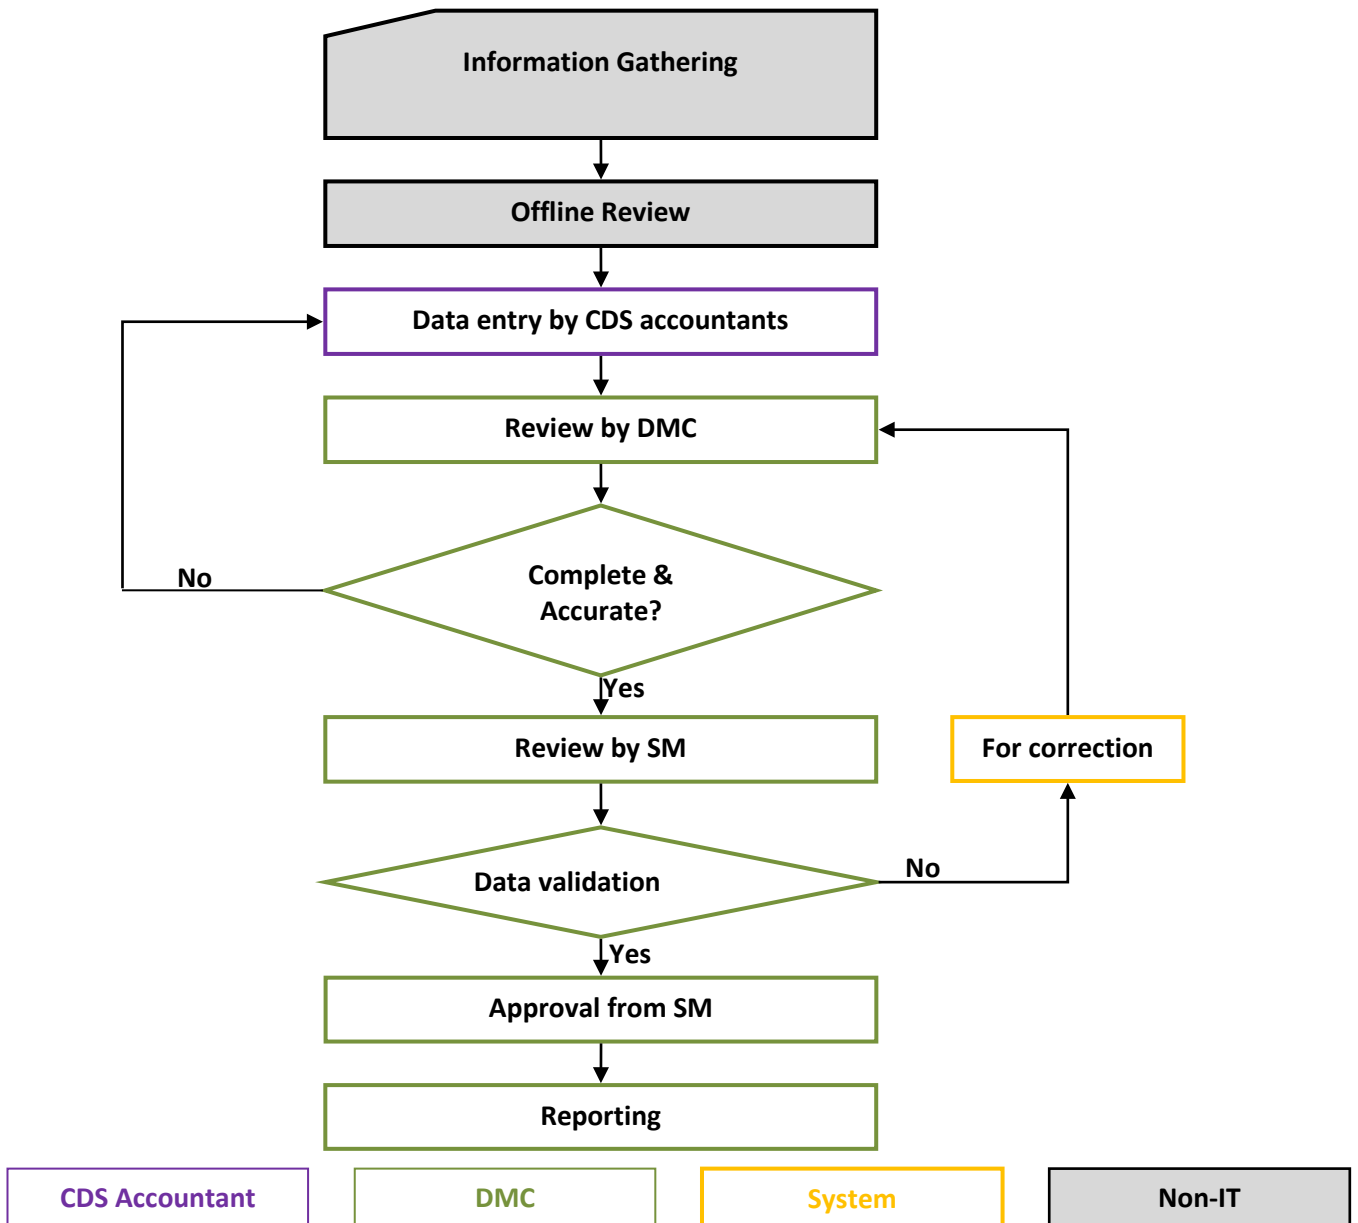 Information Gathering
Offline Review
Data entry by CDS accountants
Review by DMC
No
Complete &
Accurate?
Yes
Review by SM
For correction
No
Data validation
Yes
Approval from SM
Reporting
CDS Accountant
DMC
System
Non-IT